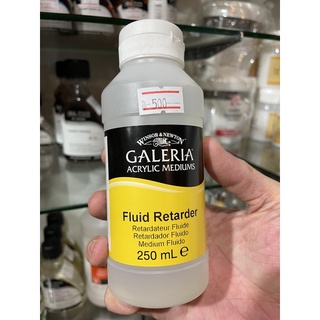 500
WINSOR & NEWTON
GALERIA
ACRYLIC MEDIUMS
Fluid Retarder
Retardateur Fluide
Retardador Fluido
Medium Fluido
250 mL ℮